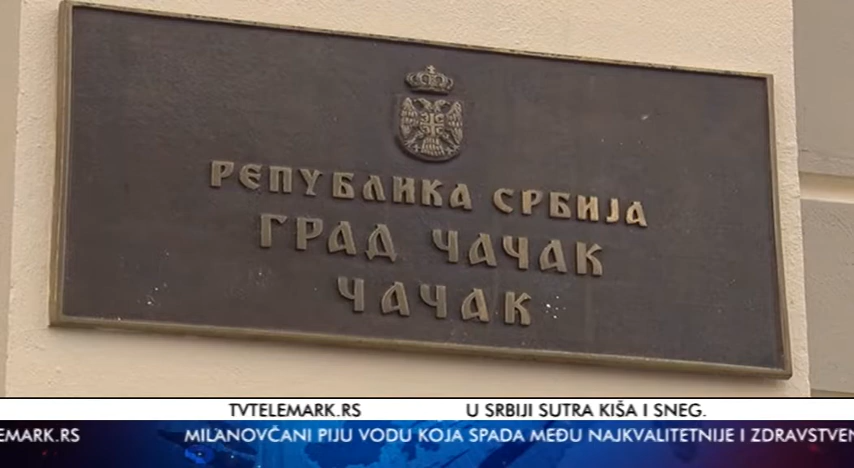 РЕПУБЛИКА СРБИЈА
ГРАД ЧАЧАК
ЧАЧАК
TVTELEMARK.RS U SRBIJI SUTRA KIŠA I SNEG.
EMARK.RS MILANOVČANI PIJU VODU KOJA SPADA MEĐU NAJKVALITETNIJE I ZDRAVSTVEN